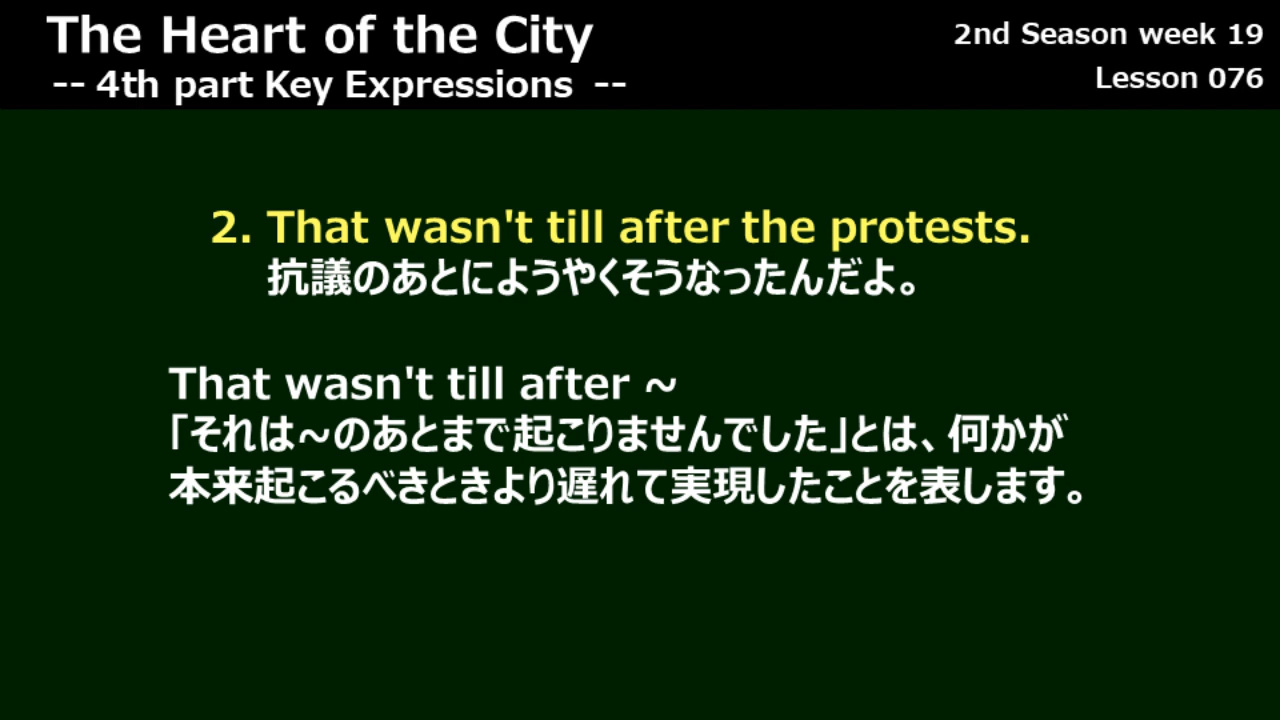 The Heart of the City
-- 4th part Key Expressions --
2nd Season week 19
Lesson 076
2. That wasn't till after the protests.
抗議のあとにようやくそうなったんだよ。
That wasn't till after ~
「それは~のあとまで起こりませんでした」とは、何かが
本来起こるべきときより遅れて実現したことを表します。